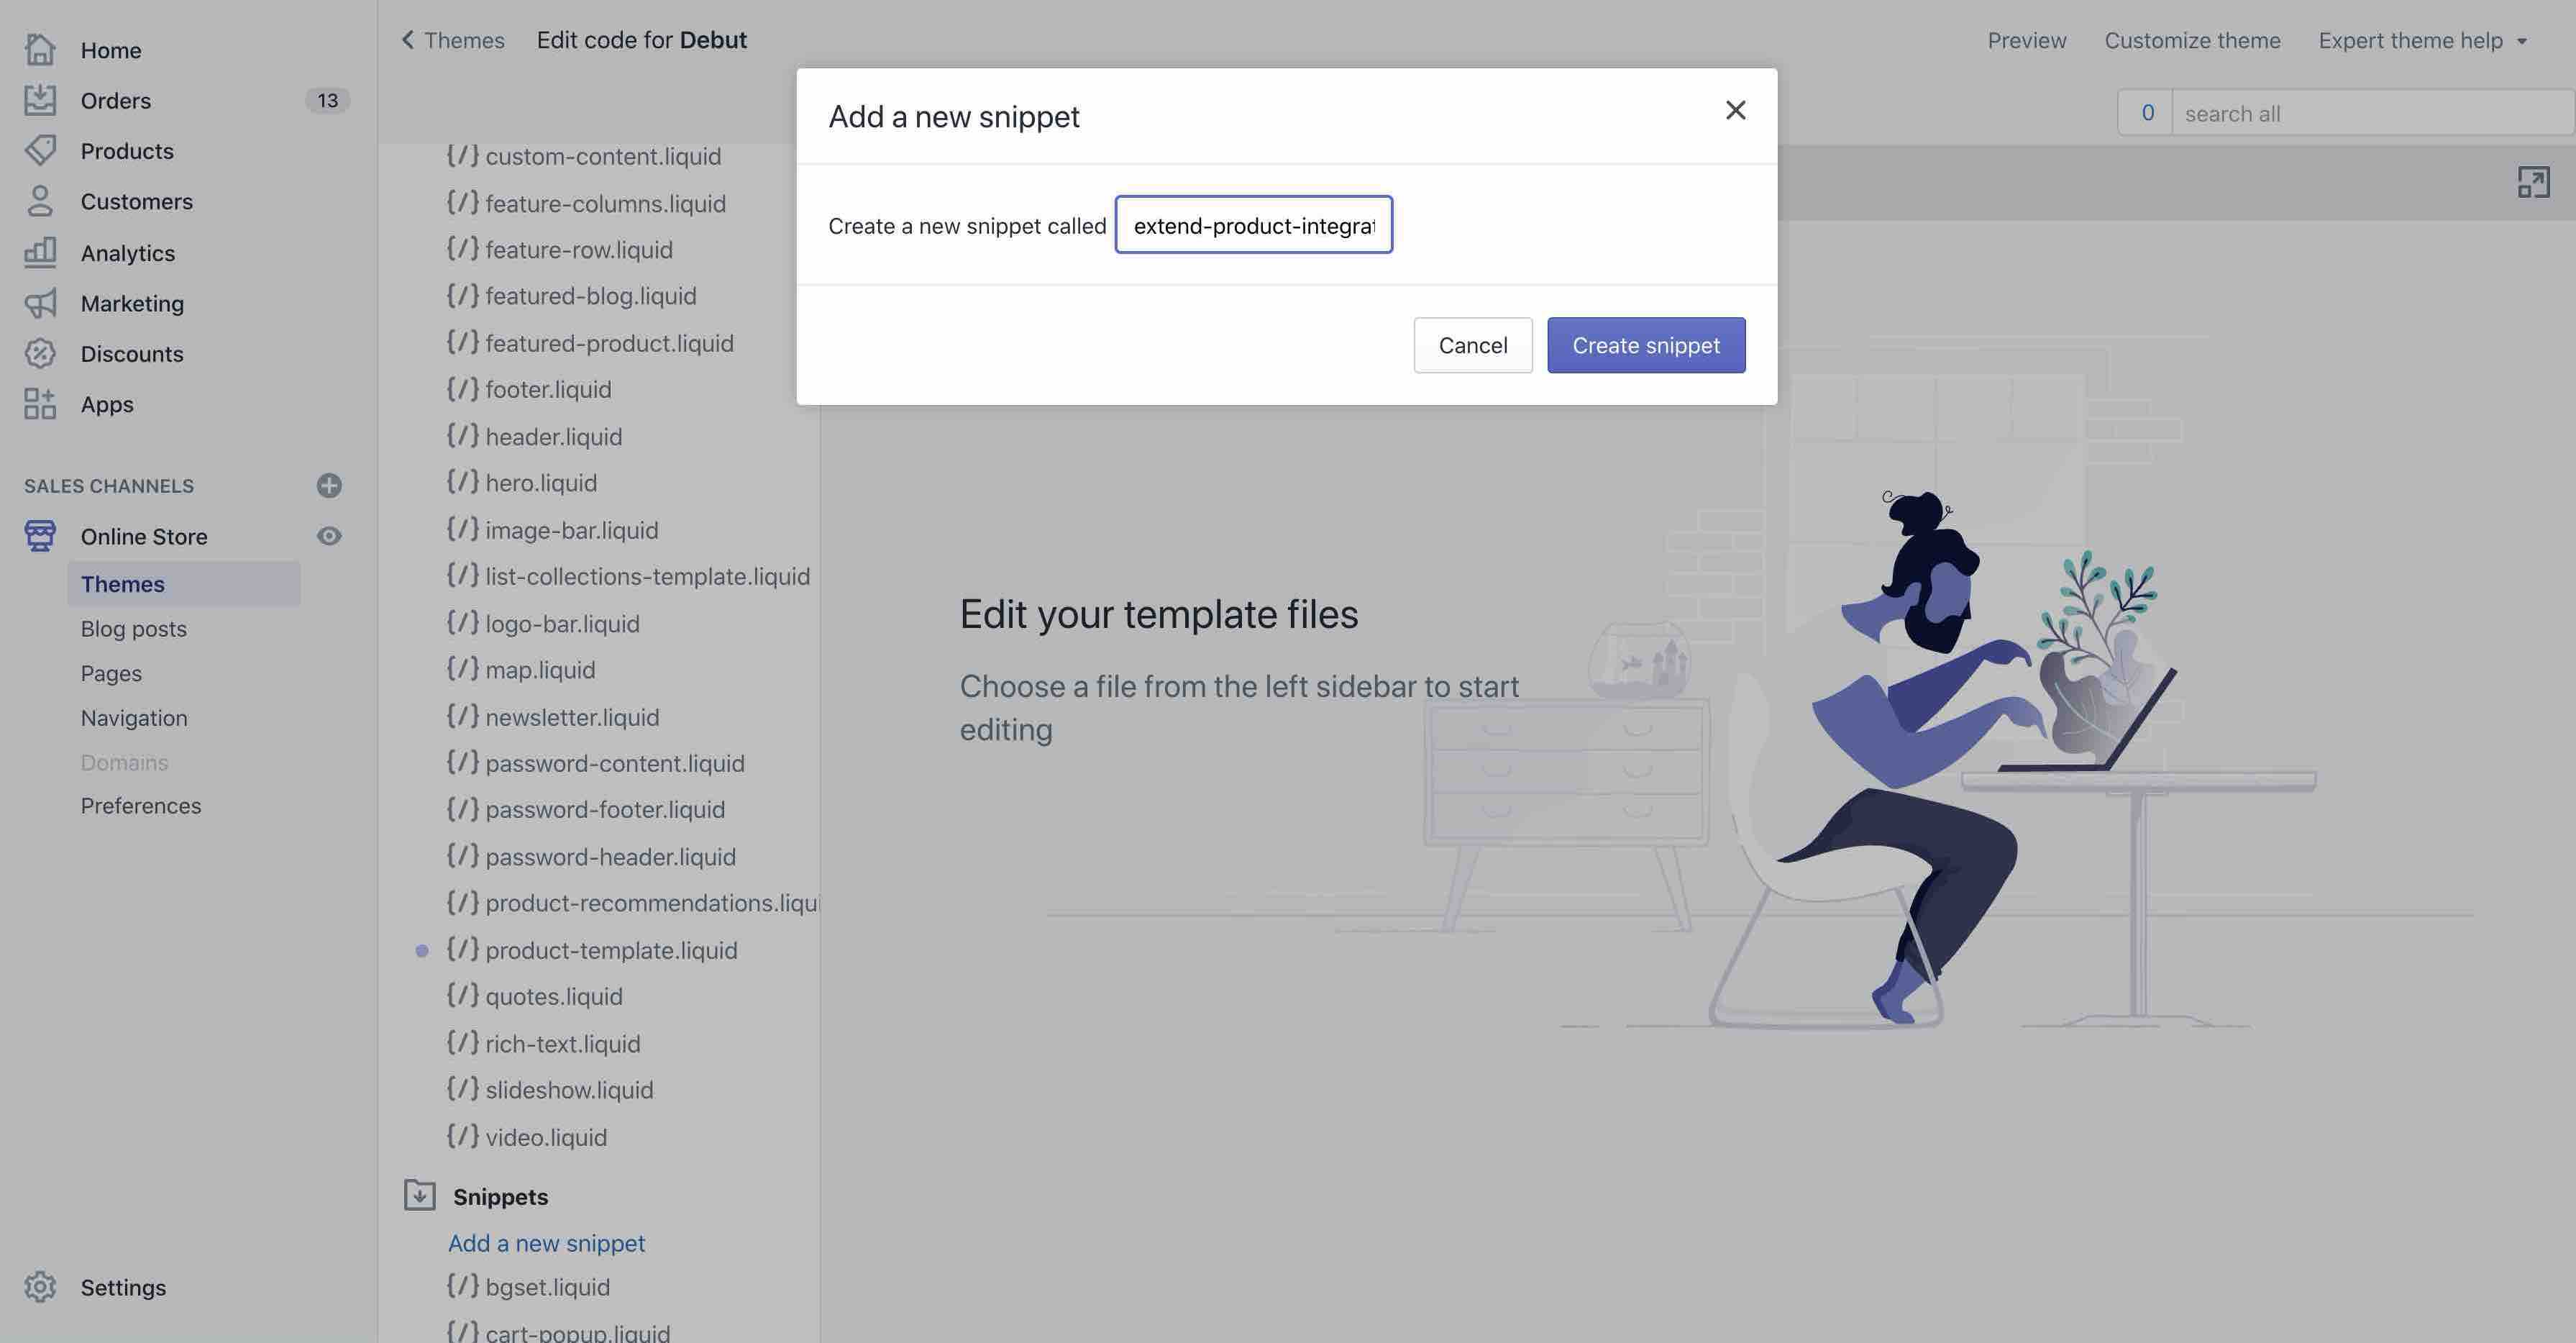 Home
Orders 13
Products
Customers
Analytics
Marketing
Discounts
Apps
SALES CHANNELS
Online Store
Themes
Blog posts
Pages
Navigation
Domains
Preferences
Settings
Themes Edit code for Debut
Preview Customize theme Expert theme help
0 search all
{/} custom-content.liquid
{/} feature-columns.liquid
{/} feature-row.liquid
{/} featured-blog.liquid
{/} featured-product.liquid
{/} footer.liquid
{/} header.liquid
{/} hero.liquid
{/} image-bar.liquid
{/} list-collections-template.liquid
{/} logo-bar.liquid
{/} map.liquid
{/} newsletter.liquid
{/} password-content.liquid
{/} password-footer.liquid
{/} password-header.liquid
{/} product-recommendations.liqui
{/} product-template.liquid
{/} quotes.liquid
{/} rich-text.liquid
{/} slideshow.liquid
{/} video.liquid
Snippets
Add a new snippet
{/} bgset.liquid
{/} cart-popup.liquid
Add a new snippet
Create a new snippet called extend-product-integrat
Cancel Create snippet
Edit your template files
Choose a file from the left sidebar to start
editing